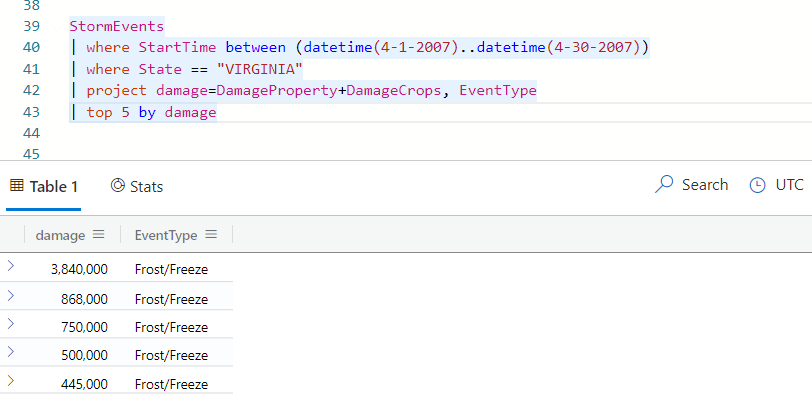 38
39 StormEvents
40 | where StartTime between (datetime(4-1-2007)..datetime(4-30-2007))
41 | where State == "VIRGINIA"
42 | project damage=DamageProperty+DamageCrops, EventType
43 | top 5 by damage
44
45
Table 1 Stats Search UTC
damage EventType
3,840,000 Frost/Freeze
868,000 Frost/Freeze
750,000 Frost/Freeze
500,000 Frost/Freeze
445,000 Frost/Freeze